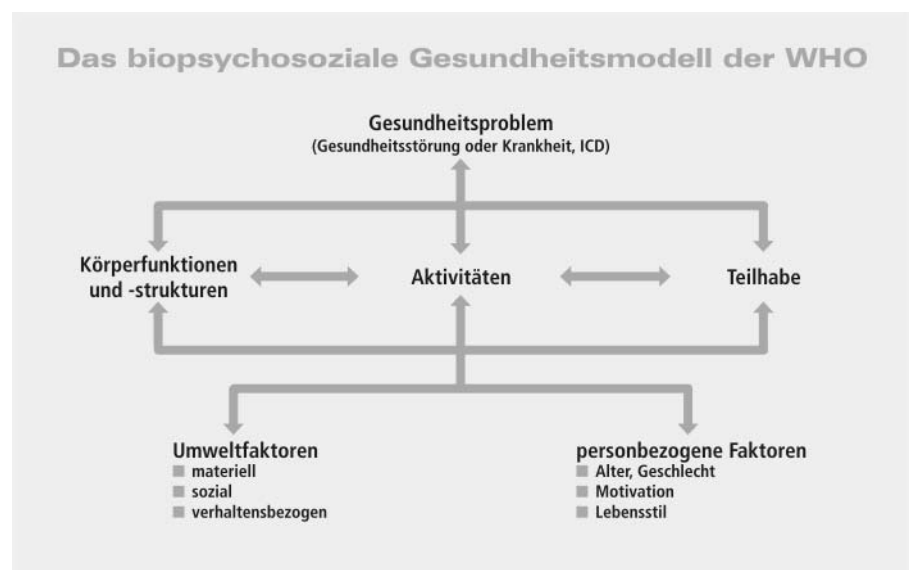 Das biopsychosoziale Gesundheitsmodell der WHO
Gesundheitsproblem
(Gesundheitsstörung oder Krankheit, ICD)
Körperfunktionen
und -strukturen
Aktivitäten
Teilhabe
Umweltfaktoren
materiell
sozial
verhaltensbezogen
personbezogene Faktoren
Alter, Geschlecht
Motivation
Lebensstil